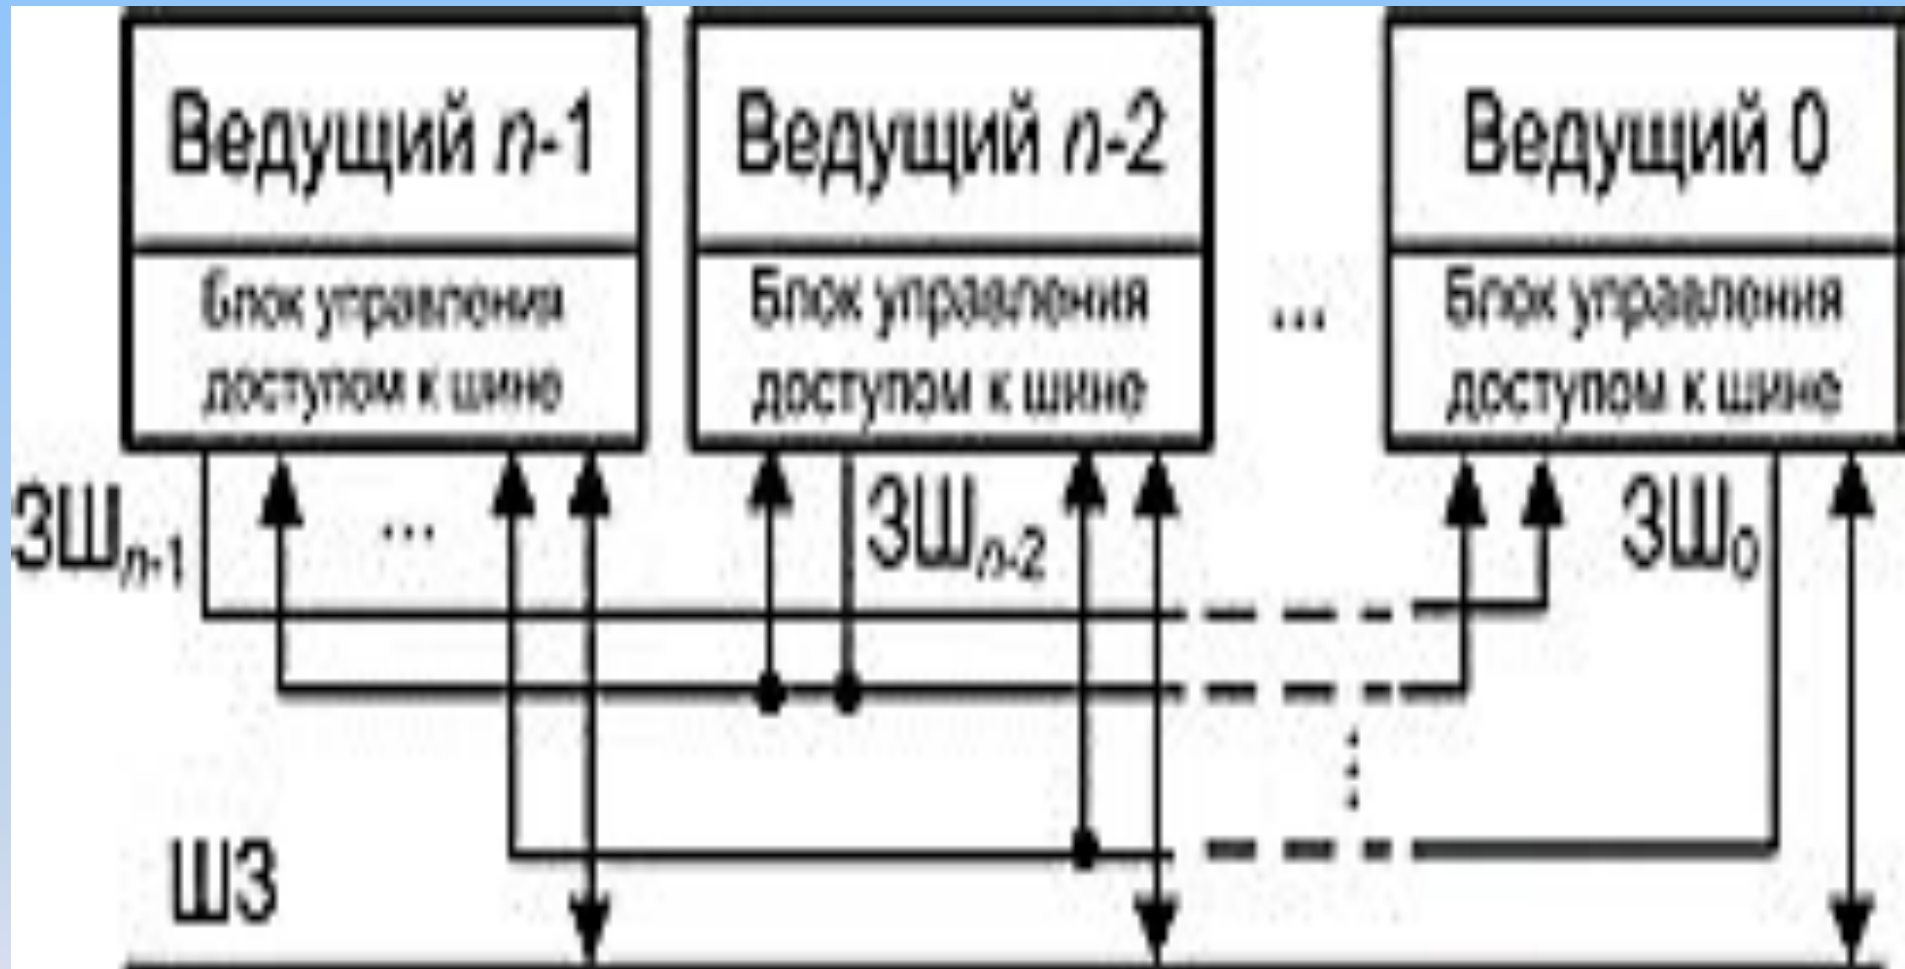 Ведущий n-1
Ведущий n-2
Ведущий 0
Блок управления
доступом к шине
Блок управления
доступом к шине
...
Блок управления
доступом к шине
ЗШn-1
...
ЗШn-2
ЗШ0
ШЗ